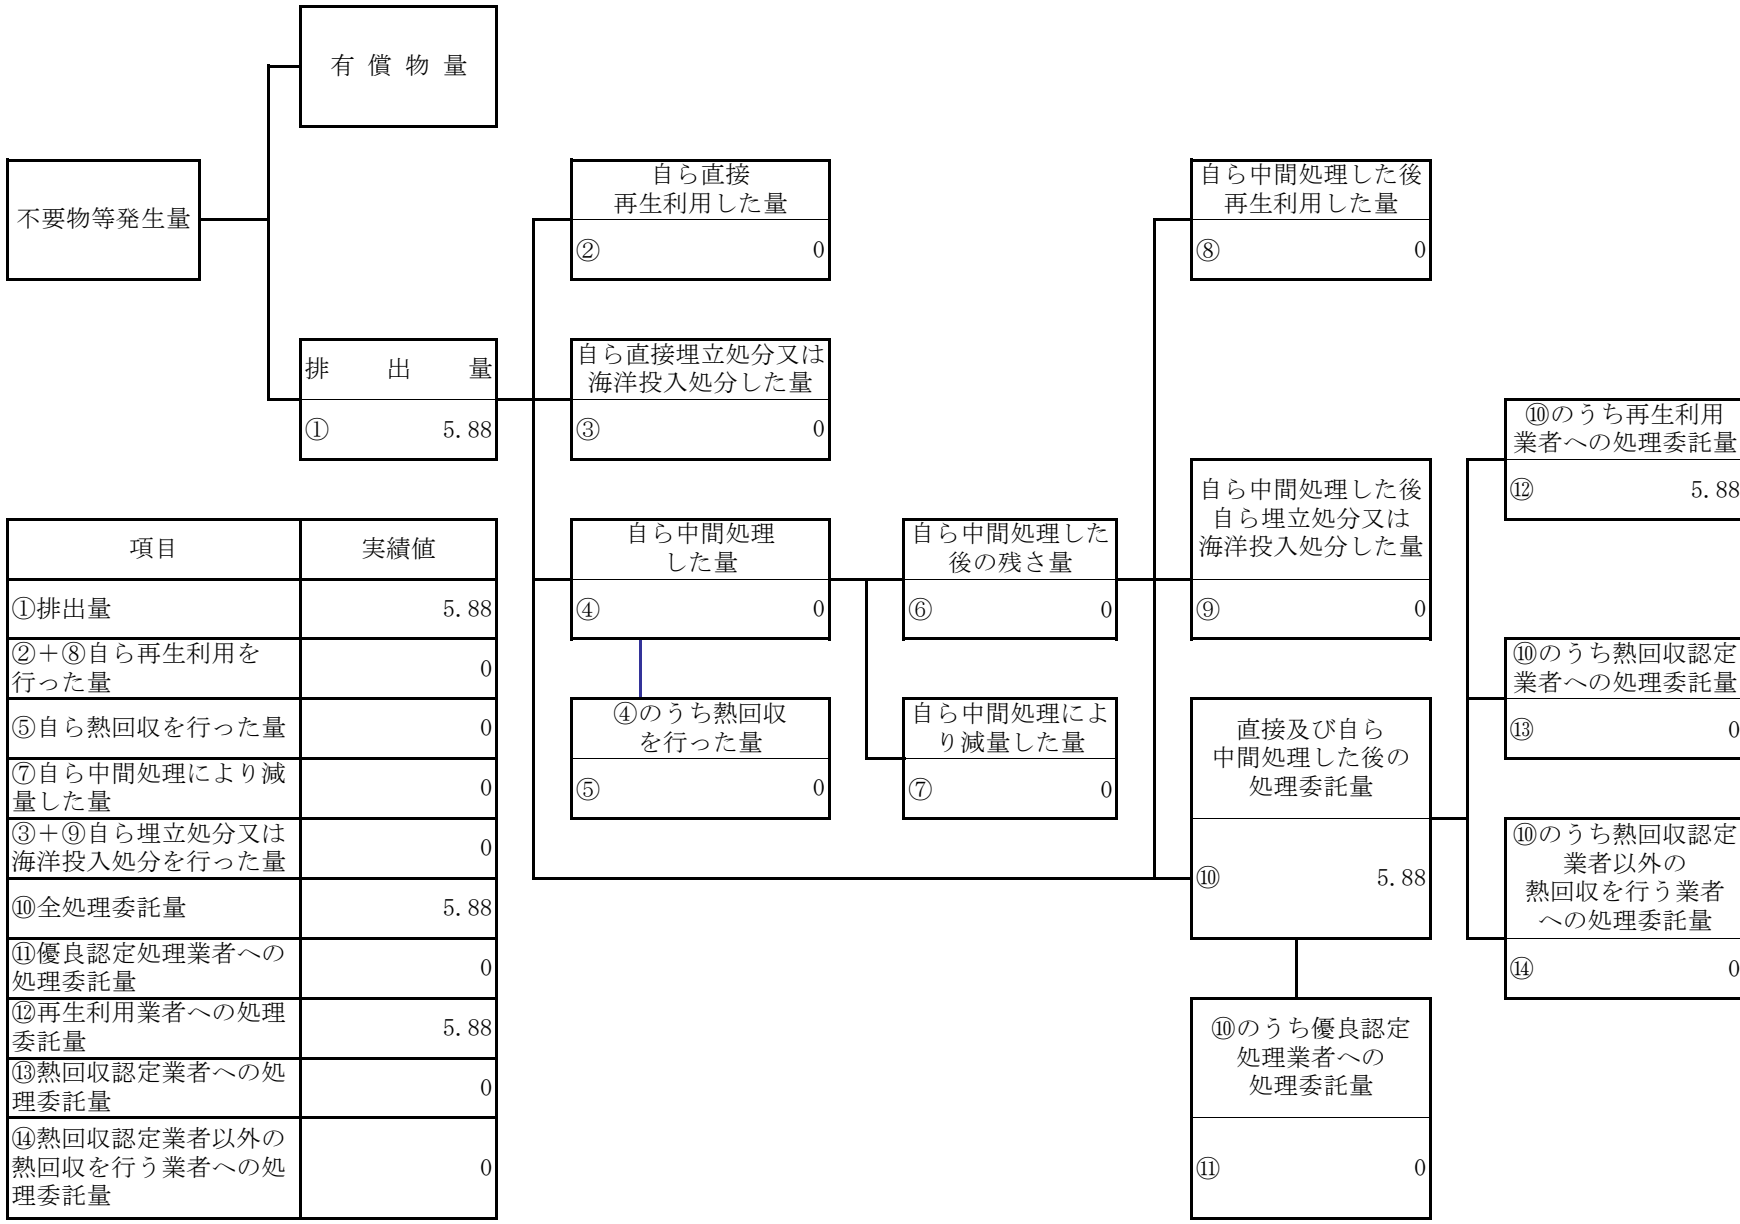 有 償 物 量
不要物等発生量
自ら直接
再生利用した量
② 0
自ら中間処理した後
再生利用した量
⑧ 0
排 出 量
① 5.88
自ら直接埋立処分又は
海洋投入処分した量
③ 0
⑩のうち再生利用
業者への処理委託量
⑫ 5.88
自ら中間処理した後
自ら埋立処分又は
海洋投入処分した量
⑨ 0
自ら中間処理
した量
④ 0
自ら中間処理した
後の残さ量
⑥ 0
⑩のうち熱回収認定
業者への処理委託量
⑬ 0
④のうち熱回収
を行った量
⑤ 0
自ら中間処理によ
り減量した量
⑦ 0
直接及び自ら
中間処理した後の
処理委託量
⑩ 5.88
⑩のうち熱回収認定
業者以外の
熱回収を行う業者
への処理委託量
⑭ 0
⑩のうち優良認定
処理業者への
処理委託量
⑪ 0
項目 実績値
①排出量 5.88
②＋⑧自ら再生利用を
行った量 0
⑤自ら熱回収を行った量 0
⑦自ら中間処理により減
量した量 0
③＋⑨自ら埋立処分又は
海洋投入処分を行った量 0
⑩全処理委託量 5.88
⑪優良認定処理業者への
処理委託量 0
⑫再生利用業者への処理
委託量 5.88
⑬熱回収認定業者への処
理委託量 0
⑭熱回収認定業者以外の
熱回収を行う業者への処
理委託量 0